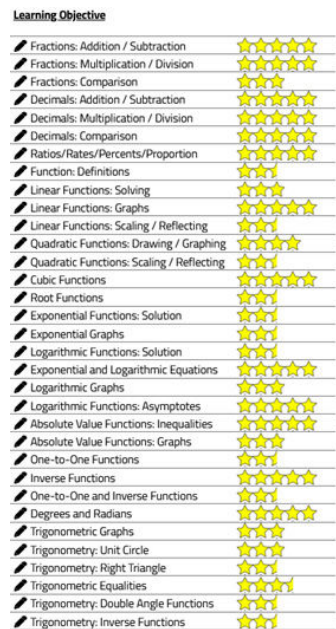 Learning Objective
Fractions: Addition / Subtraction
Fractions: Multiplication / Division
Fractions: Comparison
Decimals: Addition / Subtraction
Decimals: Multiplication / Division
Decimals: Comparison
Ratios/Rates/Percents/Proportion
Function: Definitions
Linear Functions: Solving
Linear Functions: Graphs
Linear Functions: Scaling / Reflecting
Quadratic Functions: Drawing / Graphing
Quadratic Functions: Scaling / Reflecting
Cubic Functions
Root Functions
Exponential Functions: Solution
Exponential Graphs
Logarithmic Functions: Solution
Exponential and Logarithmic Equations
Logarithmic Graphs
Logarithmic Functions: Asymptotes
Absolute Value Functions: Inequalities
Absolute Value Functions: Graphs
One-to-One Functions
Inverse Functions
One-to-One and Inverse Functions
Degrees and Radians
Trigonometric Graphs
Trigonometry: Unit Circle
Trigonometry: Right Triangle
Trigonometric Equalities
Trigonometry: Double Angle Functions
Trigonometry: Inverse Functions